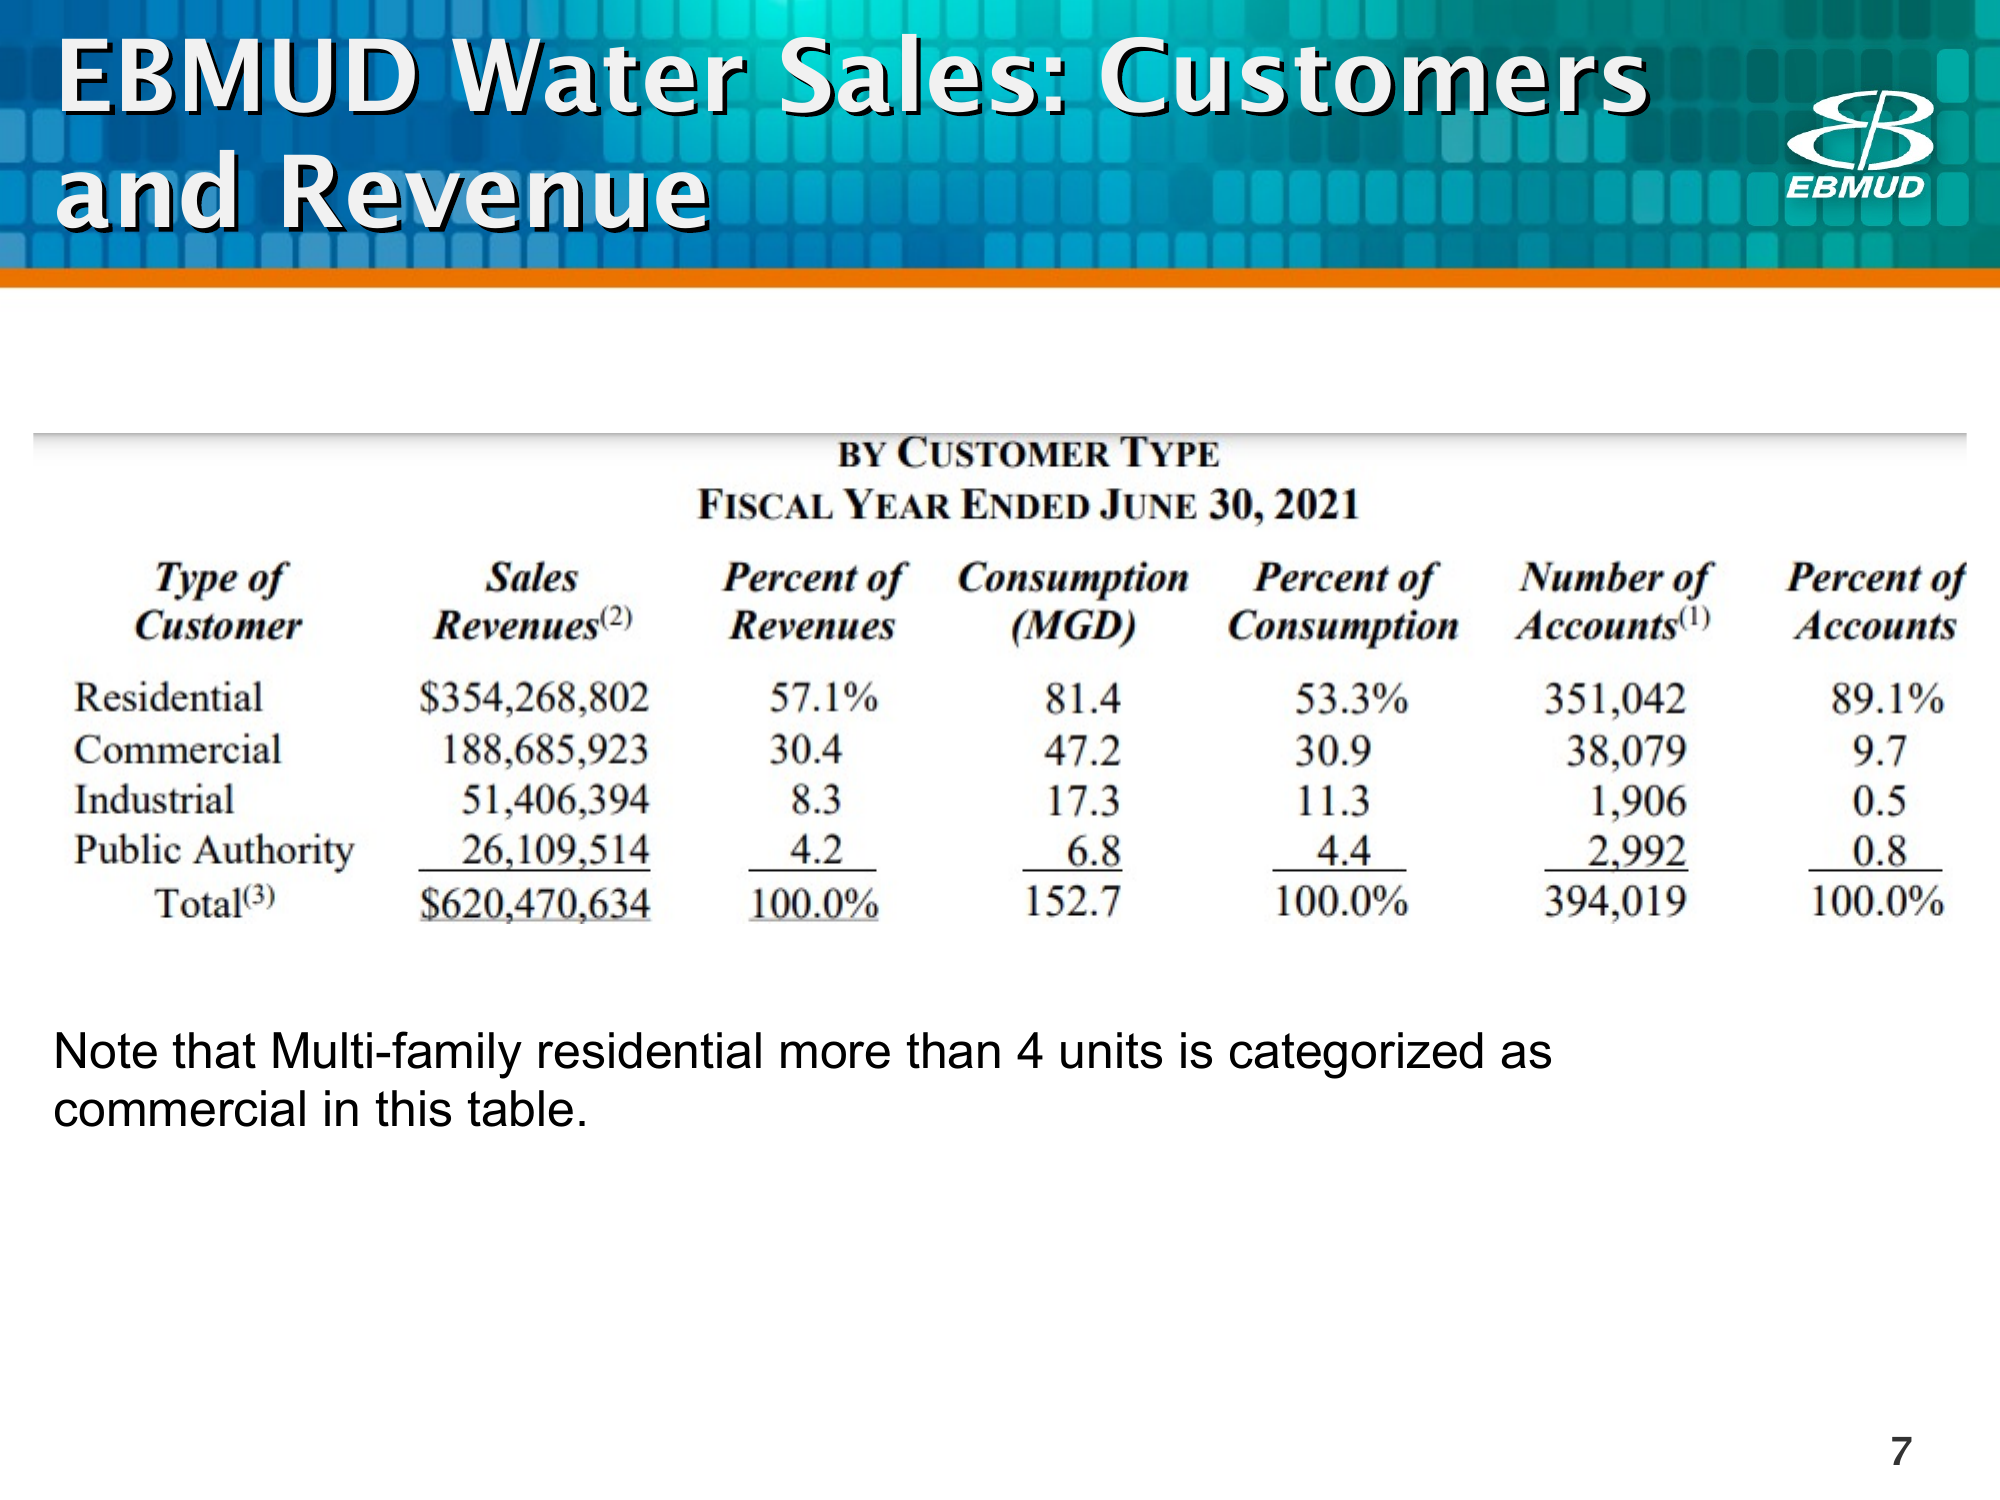 EBMUD Water Sales: Customers
and Revenue
EBMUD
BY CUSTOMER TYPE
FISCAL YEAR ENDED JUNE 30, 2021
Type of Sales Percent of Consumption Percent of Number of Percent of
Customer Revenues(2) Revenues (MGD) Consumption Accounts(1) Accounts
Residential $354,268,802 57.1% 81.4 53.3% 351,042 89.1%
Commercial 188,685,923 30.4 47.2 30.9 38,079 9.7
Industrial 51,406,394 8.3 17.3 11.3 1,906 0.5
Public Authority 26,109,514 4.2 6.8 4.4 2,992 0.8
Total(3) $620,470,634 100.0% 152.7 100.0% 394,019 100.0%
Note that Multi-family residential more than 4 units is categorized as
commercial in this table.
7